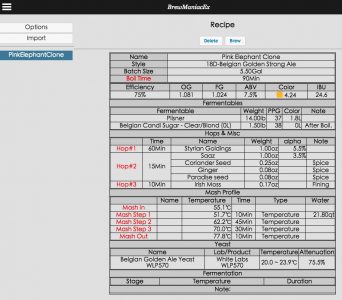 BrewManiacEx
Options
Import
PinkElephantClone
Recipe
Delete Brew
Name Pink Elephant Clone
Style 18D-Belgian Golden Strong Ale
Batch Size 5.50Gal
Boil Time 90Min
Efficiency OG FG ABV Color IBU
75% 1.081 1.024 7.5% 4.24 24.6
Fermentables
Fermentable Weight PPG Color Note
Pilsner 14.00lb 37 1.8L
Belgian Candi Sugar - Clear/Blond (0L) 1.50lb 38 0L After Boil.
Hops & Misc
Time Name Weight alpha Note
Hop#1 60Min Styrian Goldings 1.00oz 5.5%
Hop#2 15Min Saaz 1.00oz 3.5%
Coriander Seed 0.25oz Spice
Ginger 0.08oz Spice
Paradise seed 0.08oz Spice
Hop#3 10Min Irish Moss 0.17oz Fining
Mash Profile
Name Temperature Time Type Water
Mash In 55.1°C
Mash Step 1 51.7°C 10Min Temperature 21.80qt
Mash Step 2 62.2°C 45Min Temperature
Mash Step 3 70.0°C 30Min Temperature
Mash Out 77.8°C 10Min Temperature
Yeast
Name Lab/Product Temperature Attenuation
Belgian Golden Ale Yeast WLP570 White Labs WLP570 20.0 ~ 23.9°C 75.5%
Fermentation
Stage Temperature Duration
Note: